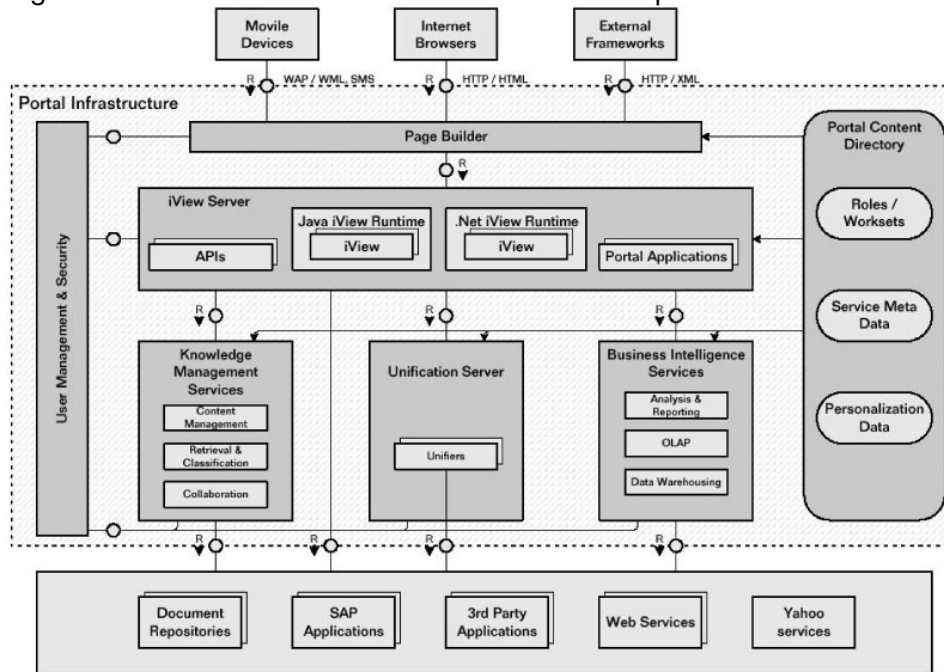 Movile
Devices
Internet
Browsers
External
Frameworks
R
WAP / WML, SMS
R
HTTP / HTML
R
HTTP / XML
Portal Infrastructure
Page Builder
Portal Content
Directory
R
iView Server
Java iView Runtime
iView
.Net iView Runtime
iView
APIs
Portal Applications
Roles /
Worksets
User Management & Security
R
R
R
Service Meta
Data
Knowledge
Management
Services
Content
Management
Retrieval &
Classification
Collaboration
Unification Server
Unifiers
Business Intelligence
Services
Analysis &
Reporting
OLAP
Data Warehousing
Personalization
Data
R
R
R
R
Document
Repositories
SAP
Applications
3rd Party
Applications
Web Services
Yahoo
services